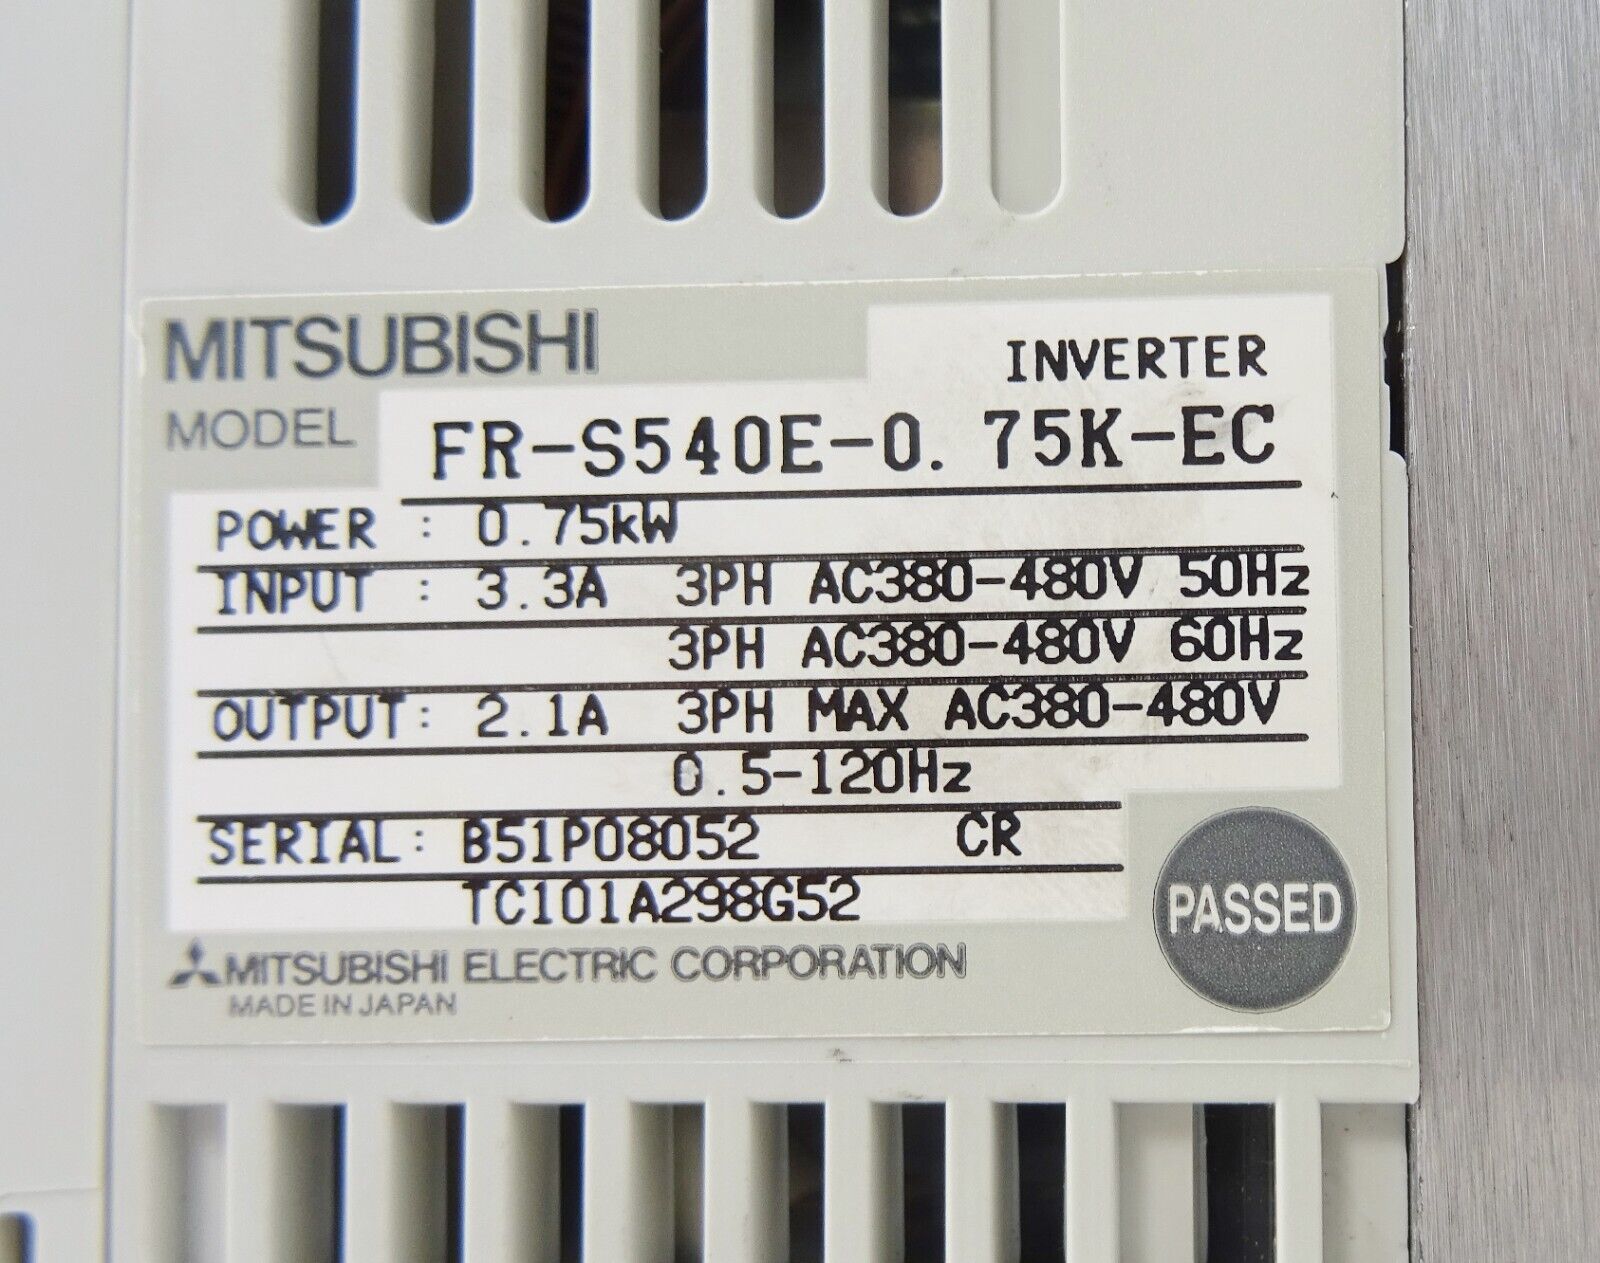 MITSUBISHI
INVERTER
MODEL FR-S540E-0.75K-EC
POWER : 0.75kW
INPUT : 3.3A 3PH AC380-480V 50Hz
3PH AC380-480V 60Hz
OUTPUT: 2.1A 3PH MAX AC380-480V
0.5-120Hz
SERIAL: B51P08052 CR
TC101A298G52
PASSED
MITSUBISHI ELECTRIC CORPORATION
MADE IN JAPAN